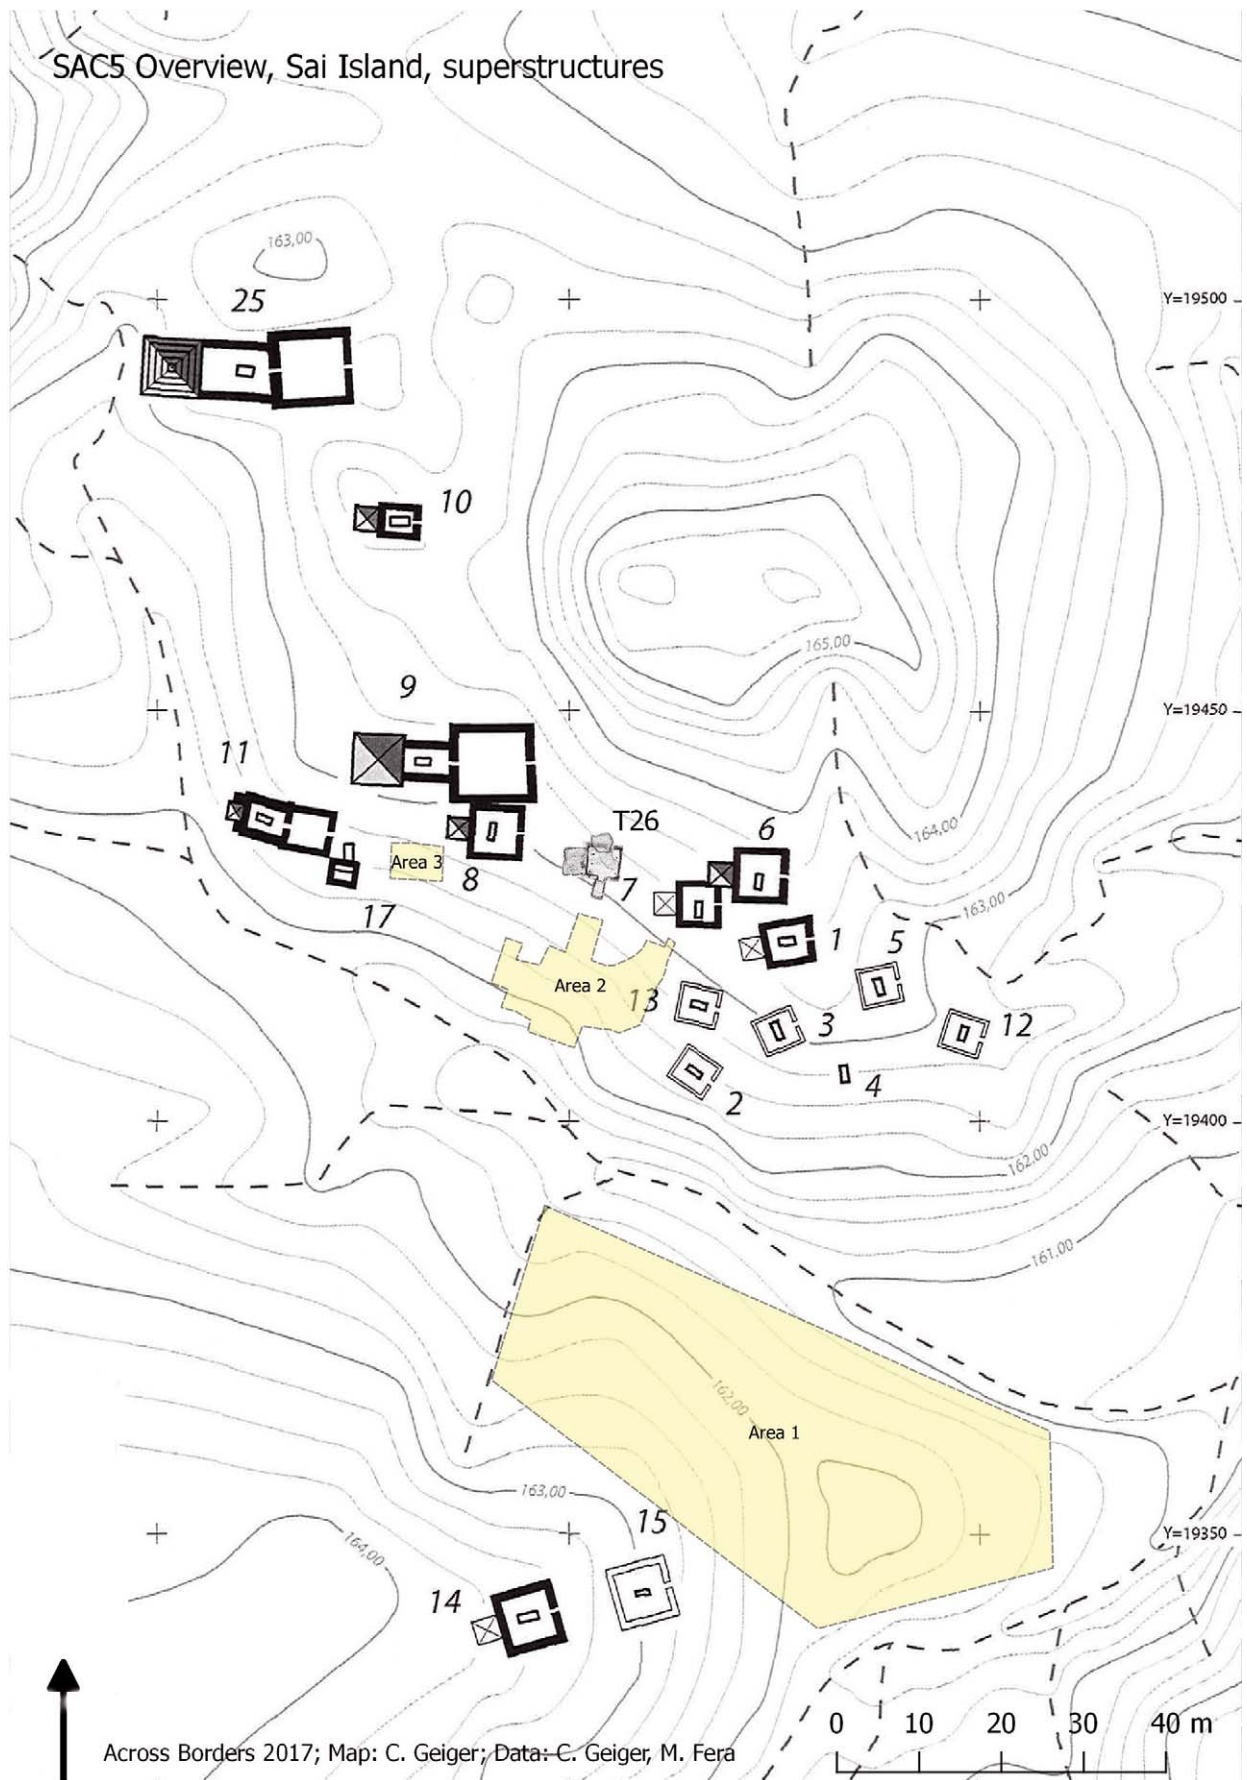 SAC5 Overview, Sai Island, superstructures
163,00
25
Y=19500
10
165,00
9
Y=19450
11
T26
6
164,00
Area 3
8
7
17
163,00
1
5
Area 2
13
3
12
4
2
Y=19400
162,00
161,00
162,00
Area 1
163,00
15
Y=19350
164,00
14
0 10 20 30 40 m
Across Borders 2017; Map: C. Geiger; Data: C. Geiger, M. Fera